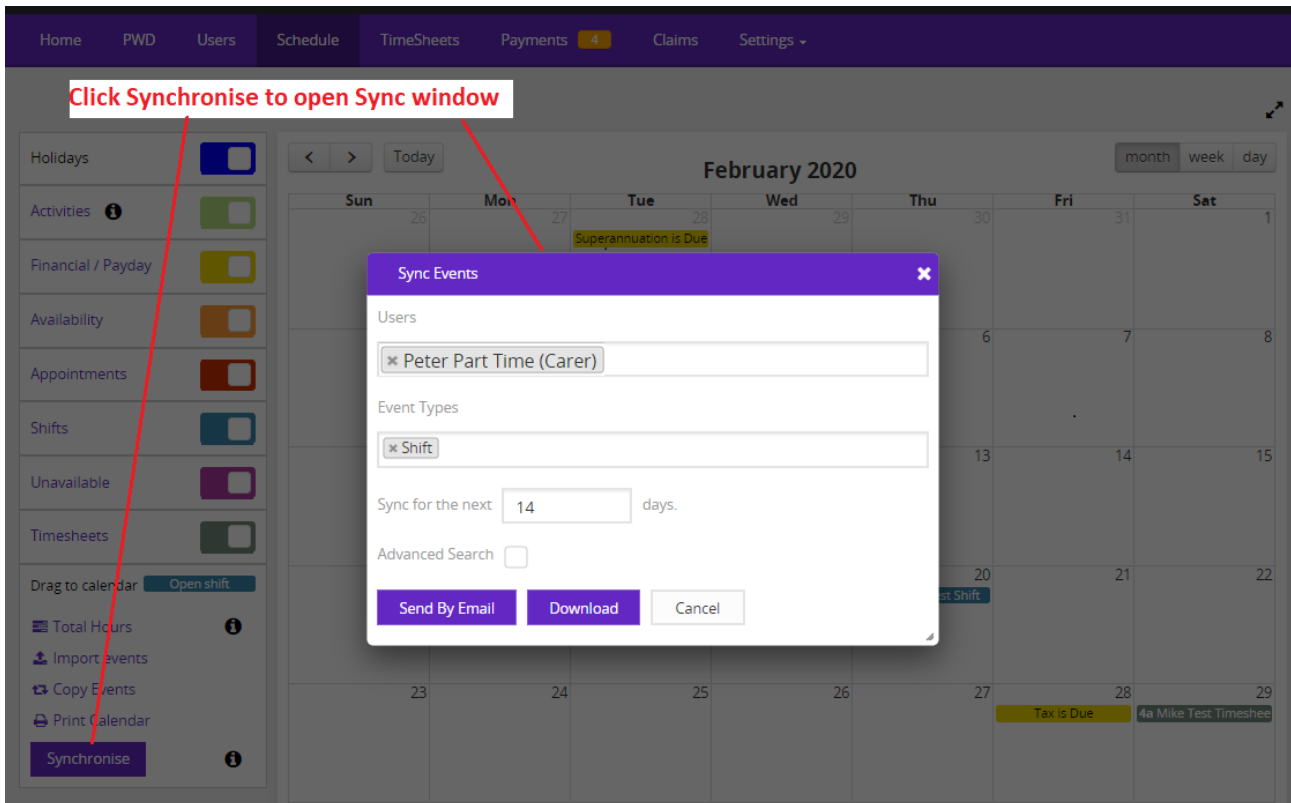 Home PWD Users Schedule TimeSheets Payments 4 Claims Settings
Click Synchronise to open Sync window
Holidays
Activities
Financial / Payday
Availability
Appointments
Shifts
Unavailable
Timesheets
Drag to calendar Open shift
Total Hours
Import events
Copy Events
Print Calendar
Synchronise
< > Today
February 2020
month week day
Sun Mon Tue Wed Thu Fri Sat
26 27 28 29 30 31 1
Superannuation is Due
6 7 8
13 14 15
20 21 22
st Shift
23 24 25 26 27 28 29
Tax is Due 4a Mike Test Timeshee
Sync Events
Users
Peter Part Time (Carer)
Event Types
Shift
Sync for the next 14 days.
Advanced Search
Send By Email Download Cancel